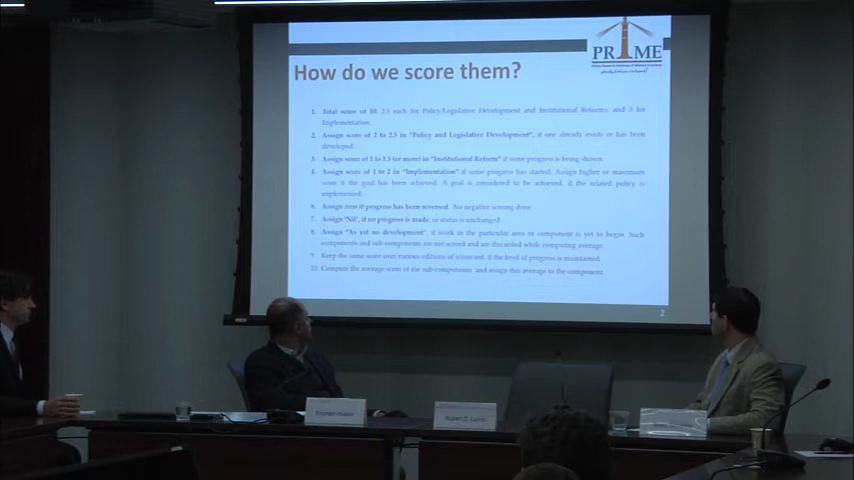 PRIME
How do we score them?
1. Total score of 10: 2.5 each for Policy/Legislative Development and Institutional Reforms; and 5 for
Implementation.
2. Assign score of 2 to 2.5 in "Policy and Legislative Development", if one already exists or has been
developed.
3. Assign score of 1 to 1.5 (or more) in "Institutional Reform" if some progress is being shown.
4. Assign score of 1 to 2 in "Implementation" if some progress has started. Assign higher or maximum
score if the goal has been achieved. A goal is considered to be achieved, if the related policy is
implemented.
6. Assign zero if progress has been reversed. No negative scoring done.
7. Assign 'Nil', if no progress is made, or status is unchanged.
8. Assign "As yet no development", if work in the particular area or component is yet to begin. Such
components and sub-components are not scored and are discarded while computing average.
9. Keep the same score over various editions of scorecard, if the level of progress is maintained.
10. Compute the average score of the sub-components and assign this average to the component.
2
Robert D. Lamb